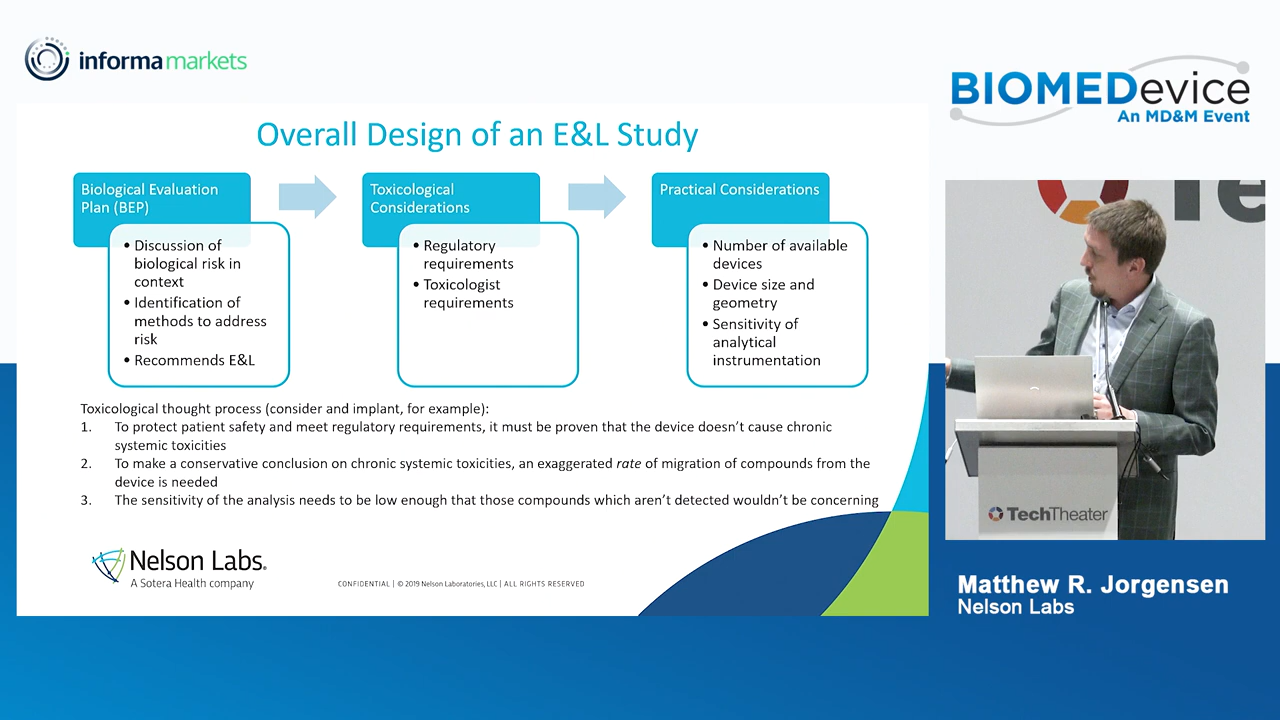 informa markets
BIOMEDevice
An MD&M Event
Overall Design of an E&L Study
Biological Evaluation
Plan (BEP)
• Discussion of
biological risk in
context
• Identification of
methods to address
risk
• Recommends E&L
Toxicological
Considerations
• Regulatory
requirements
• Toxicologist
requirements
Practical Considerations
• Number of available
devices
• Device size and
geometry
• Sensitivity of
analytical
instrumentation
Toxicological thought process (consider and implant, for example):
1. To protect patient safety and meet regulatory requirements, it must be proven that the device doesn't cause chronic
systemic toxicities
2. To make a conservative conclusion on chronic systemic toxicities, an exaggerated rate of migration of compounds from the
device is needed
3. The sensitivity of the analysis needs to be low enough that those compounds which aren't detected wouldn't be concerning
Nelson Labs®
A Sotera Health company
CONFIDENTIAL | © 2019 Nelson Laboratories, LLC | ALL RIGHTS RESERVED
Te
TechTheater
Matthew R. Jorgensen
Nelson Labs